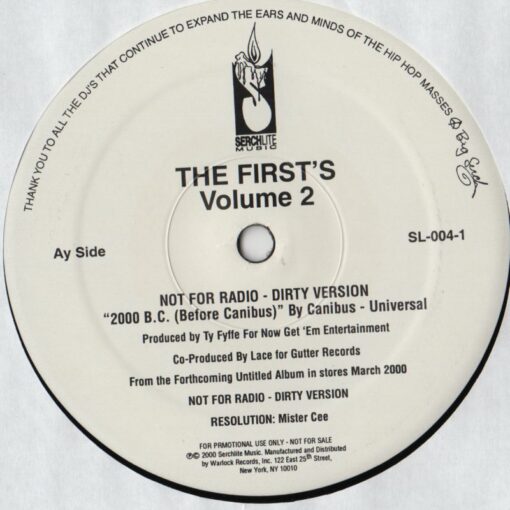 THANK YOU TO ALL THE DJ'S THAT CONTINUE TO EXPAND THE EARS AND MINDS OF THE HIP HOP MASSES
SERCHLITE
MUSIC
THE FIRST'S
Volume 2
Ay Side
SL-004-1
NOT FOR RADIO - DIRTY VERSION
“2000 B.C. (Before Canibus)” By Canibus - Universal
Produced by Ty Fyffe For Now Get 'Em Entertainment
Co-Produced By Lace for Gutter Records
From the Forthcoming Untitled Album in stores March 2000
NOT FOR RADIO - DIRTY VERSION
RESOLUTION: Mister Cee
FOR PROMOTIONAL USE ONLY - NOT FOR SALE
℗© 2000 Serchlite Music. Manufactured and Distributed
by Warlock Records, Inc. 122 East 25th Street,
New York, NY 10010